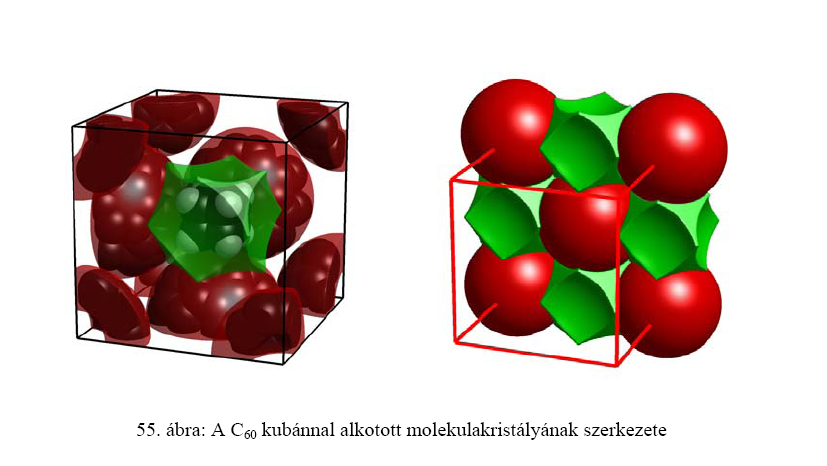 55. ábra: A C₆₀ kubánnal alkotott molekulakristályának szerkezete